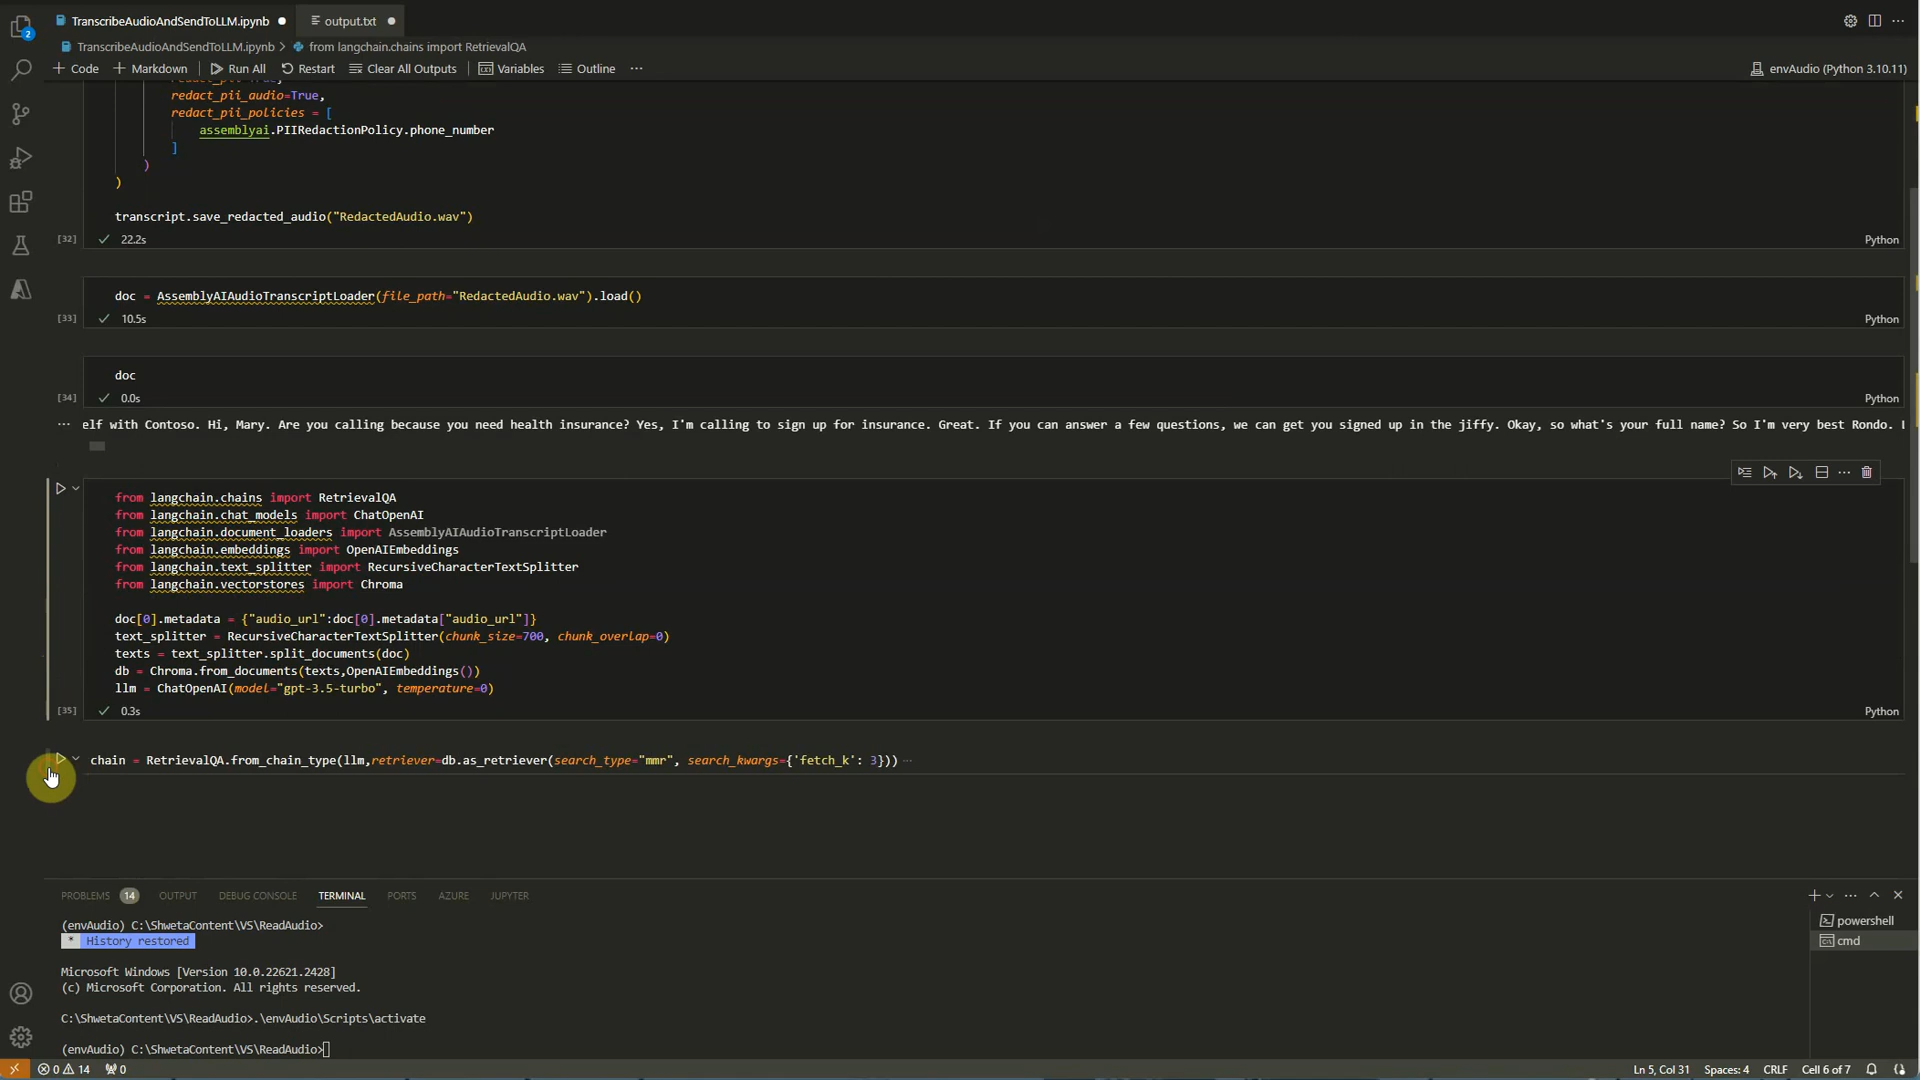 TranscribeAudioAndSendToLLM.ipynb
output.txt
TranscribeAudioAndSendToLLM.ipynb > from langchain.chains import RetrievalQA
+ Code + Markdown Run All Restart Clear All Outputs Variables Outline ...
envAudio (Python 3.10.11)
redact_pii_audio=True,
redact_pii_policies = [
assemblyai.PIIRedactionPolicy.phone_number
]
)
)
transcript.save_redacted_audio("RedactedAudio.wav")
[32] 22.2s Python
doc = AssemblyAIAudioTranscriptLoader(file_path="RedactedAudio.wav").load()
[33] 10.5s Python
doc
[34] 0.0s Python
elf with Contoso. Hi, Mary. Are you calling because you need health insurance? Yes, I'm calling to sign up for insurance. Great. If you can answer a few questions, we can get you signed up in the jiffy. Okay, so what's your full name? So I'm very best Rondo.
from langchain.chains import RetrievalQA
from langchain.chat_models import ChatOpenAI
from langchain.document_loaders import AssemblyAIAudioTranscriptLoader
from langchain.embeddings import OpenAIEmbeddings
from langchain.text_splitter import RecursiveCharacterTextSplitter
from langchain.vectorstores import Chroma
doc[0].metadata = {"audio_url":doc[0].metadata["audio_url"]}
text_splitter = RecursiveCharacterTextSplitter(chunk_size=700, chunk_overlap=0)
texts = text_splitter.split_documents(doc)
db = Chroma.from_documents(texts,OpenAIEmbeddings())
llm = ChatOpenAI(model="gpt-3.5-turbo", temperature=0)
[35] 0.3s Python
chain = RetrievalQA.from_chain_type(llm,retriever=db.as_retriever(search_type="mmr", search_kwargs={'fetch_k': 3})) ...
PROBLEMS 14 OUTPUT DEBUG CONSOLE TERMINAL PORTS AZURE JUPYTER
(envAudio) C:\ShwetaContent\VS\ReadAudio>
* History restored
Microsoft Windows [Version 10.0.22621.2428]
(c) Microsoft Corporation. All rights reserved.
C:\ShwetaContent\VS\ReadAudio>.\envAudio\Scripts\activate
(envAudio) C:\ShwetaContent\VS\ReadAudio>
powershell
cmd
0 14 0
Ln 5, Col 31 Spaces: 4 CRLF Cell 6 of 7
2